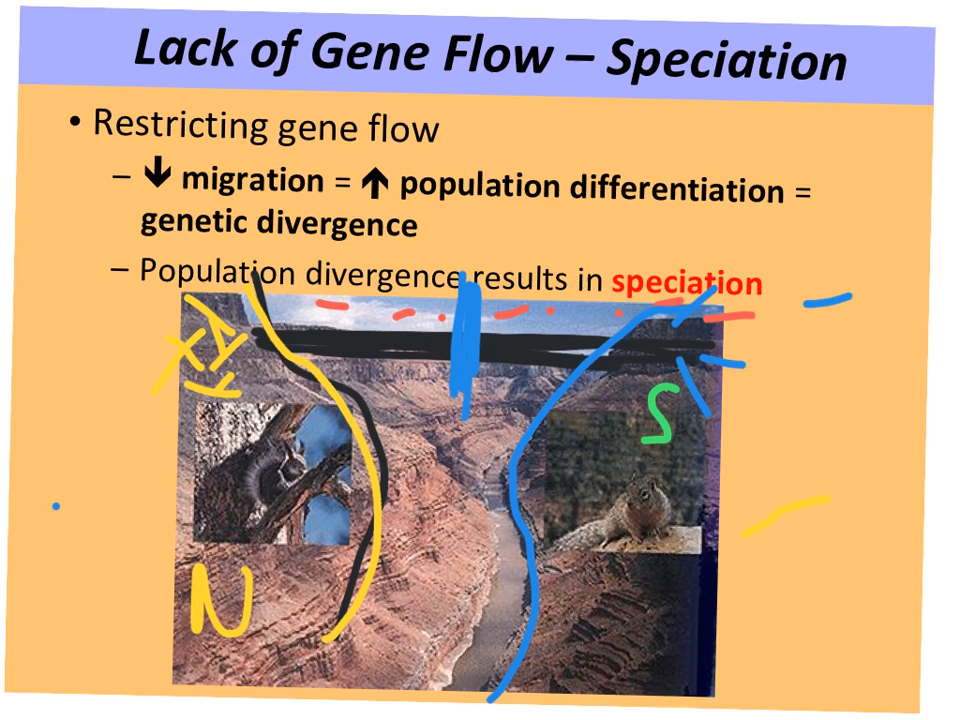 Lack of Gene Flow – Speciation
• Restricting gene flow
– 🡻 migration = 🡹 population differentiation =
genetic divergence
– Population divergence results in speciation
S
N